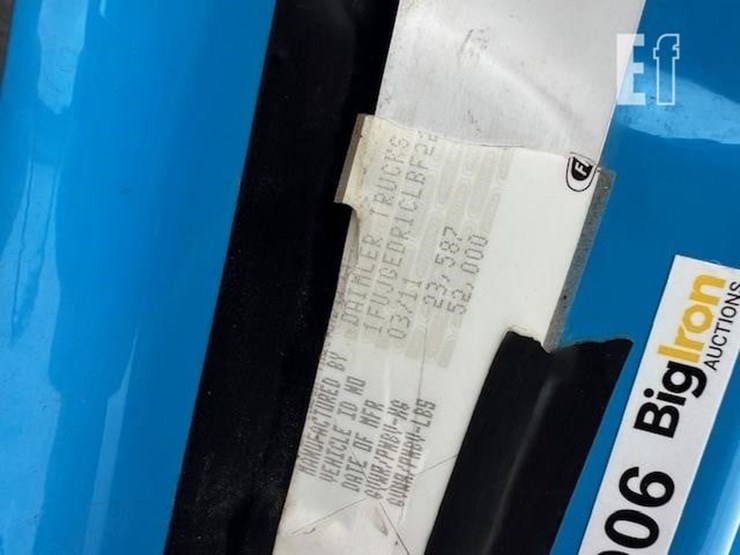 Ef
MANUFACTURED BY DAIMLER TRUCKS
VEHICLE ID NO
DATE OF MFR 03/11
GVWR/PNBV-KG 23,587
GVWR/PNBV-LBS 52,000
006 BigIron
AUCTIONS